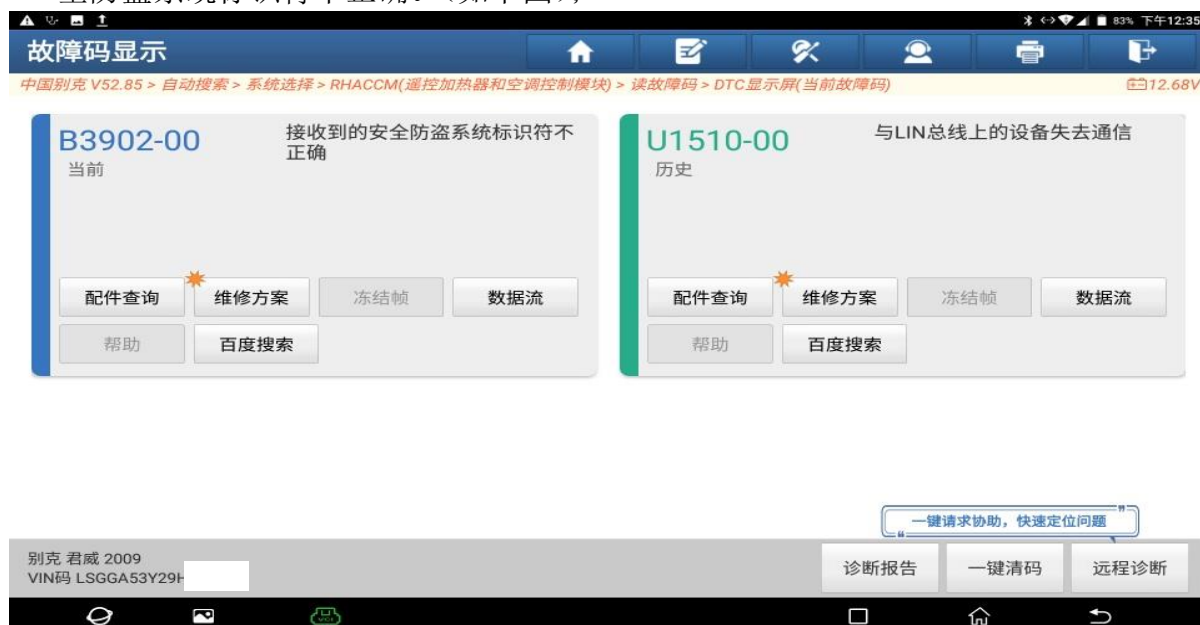 83% 下午12:35
故障码显示
中国别克 V52.85 > 自动搜索 > 系统选择 > RHACCM(遥控加热器和空调控制模块) > 读故障码 > DTC显示屏(当前故障码)
12.68V
B3902-00
接收到的安全防盗系统标识符不
正确
当前
U1510-00
与LIN总线上的设备失去通信
历史
配件查询 维修方案 冻结帧 数据流
帮助 百度搜索
配件查询 维修方案 冻结帧 数据流
帮助 百度搜索
一键请求协助，快速定位问题
别克 君威 2009
VIN码 LSGGA53Y29H
诊断报告 一键清码 远程诊断
VCI